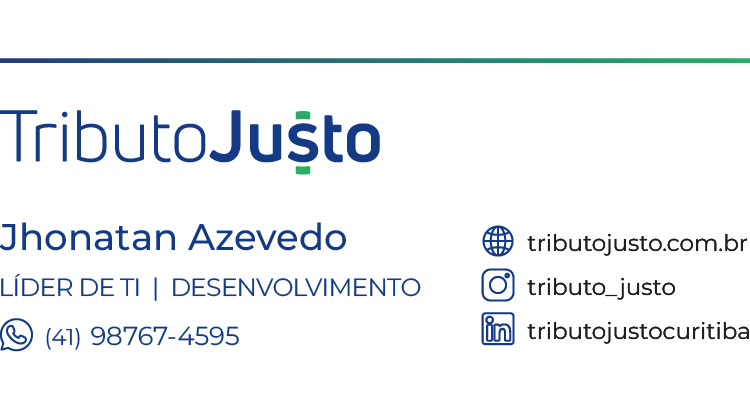 TributoJusto
Jhonatan Azevedo
LÍDER DE TI | DESENVOLVIMENTO
(41) 98767-4595
tributojusto.com.br
tributo_justo
tributojustocuritiba